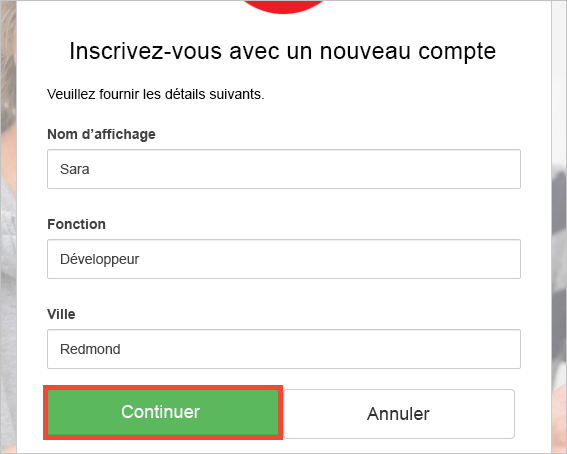 Inscrivez-vous avec un nouveau compte
Veuillez fournir les détails suivants.
Nom d’affichage
Sara
Fonction
Développeur
Ville
Redmond
Continuer
Annuler